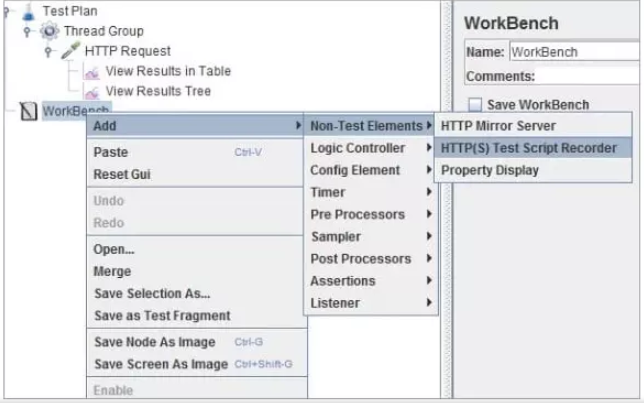 Test Plan
Thread Group
HTTP Request
View Results in Table
View Results Tree
WorkBench
Add
Paste Ctrl-V
Reset Gui
Undo
Redo
Open...
Merge
Save Selection As...
Save as Test Fragment
Save Node As Image Ctrl-G
Save Screen As Image Ctrl+Shift-G
Enable
Non-Test Elements
Logic Controller
Config Element
Timer
Pre Processors
Sampler
Post Processors
Assertions
Listener
HTTP Mirror Server
HTTP(S) Test Script Recorder
Property Display
WorkBench
Name: WorkBench
Comments:
Save WorkBench